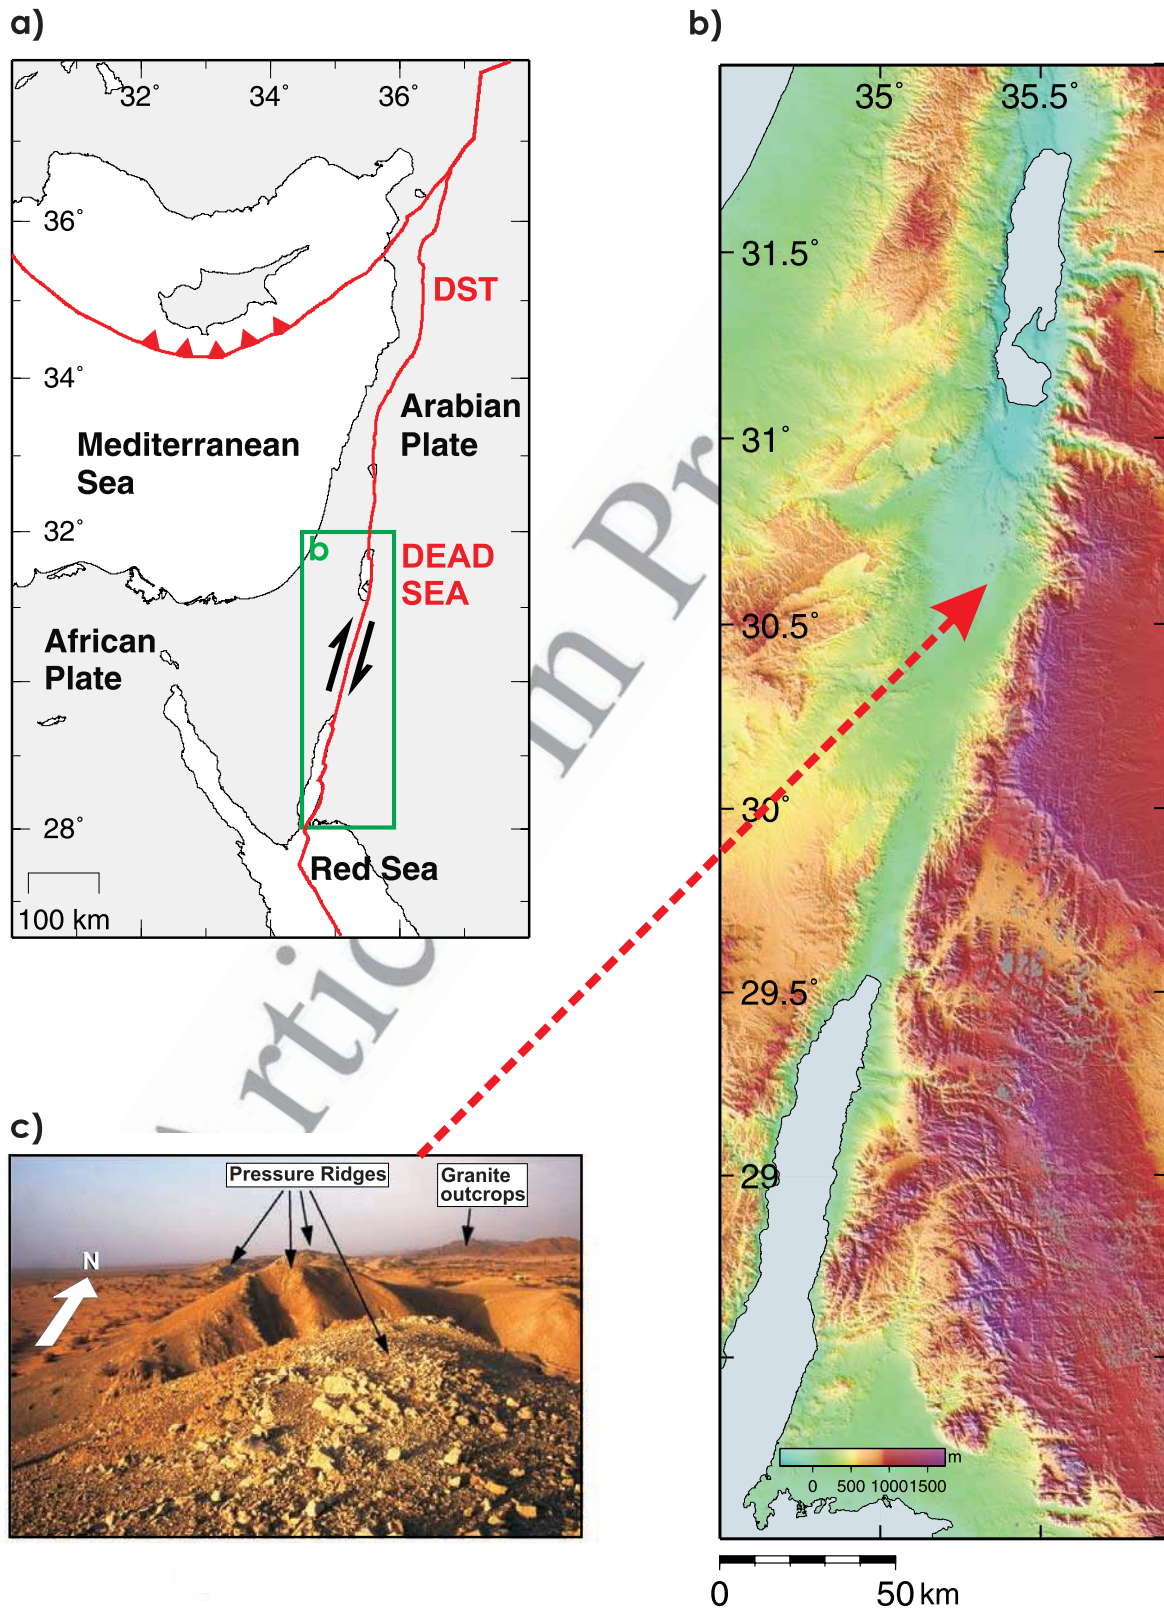 a)
32°
34°
36°
36°
DST
34°
Arabian
Plate
Mediterranean
Sea
32°
b
DEAD
SEA
African
Plate
28°
Red Sea
100 km
b)
35°
35.5°
31.5°
31°
30.5°
30°
29.5°
29
m
0 500 1000 1500
0 50 km
c)
Pressure Ridges
Granite
outcrops
N